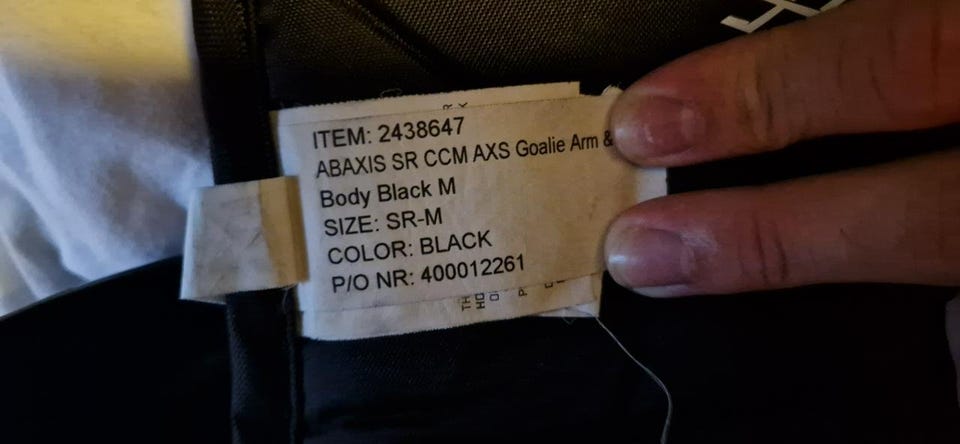 ITEM: 2438647
ABAXIS SR CCM AXS Goalie Arm &
Body Black M
SIZE: SR-M
COLOR: BLACK
P/O NR: 400012261